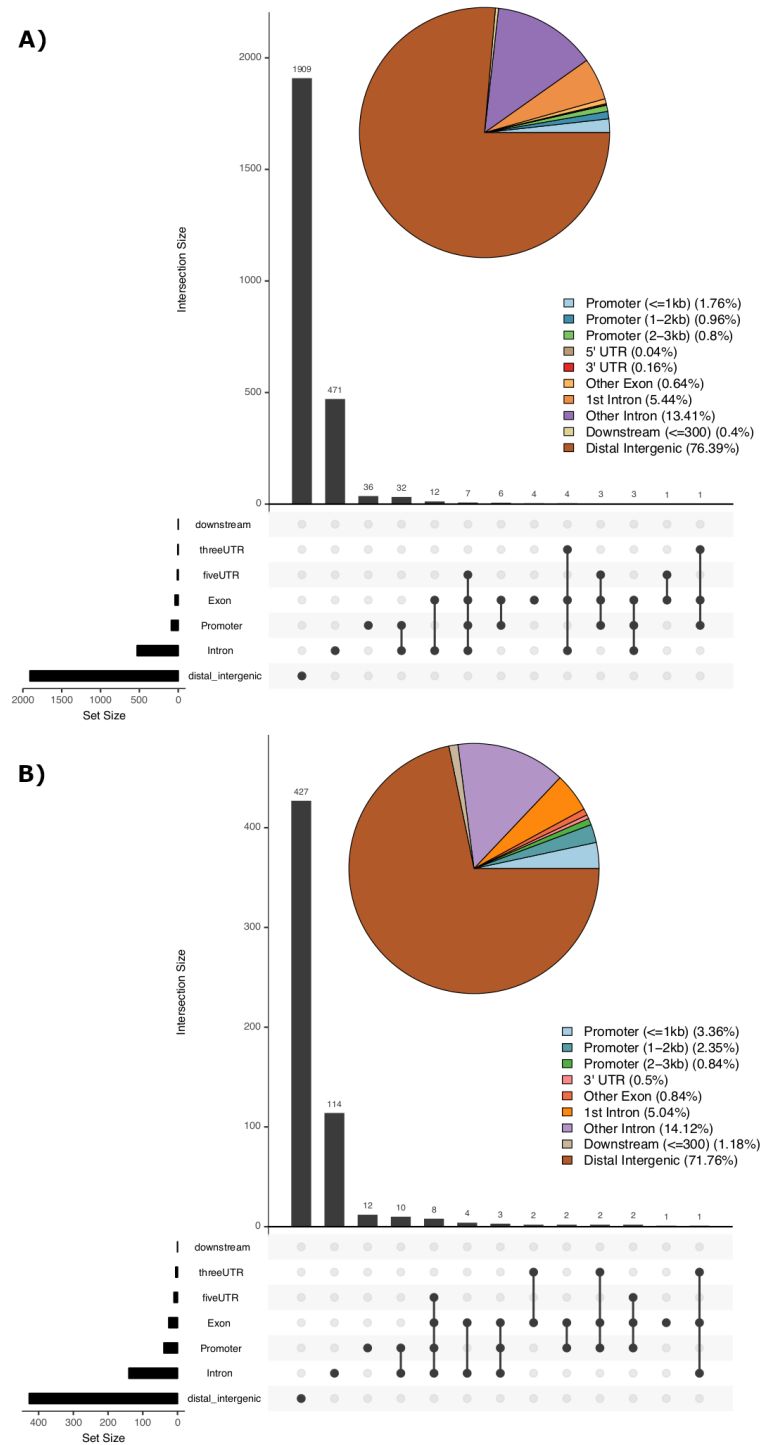 A)
2000
1500
1000
500
0
Intersection Size
1909
471
36
32
12
7
6
4
4
3
3
1
1
Promoter (<=1kb) (1.76%)
Promoter (1−2kb) (0.96%)
Promoter (2−3kb) (0.8%)
5' UTR (0.04%)
3' UTR (0.16%)
Other Exon (0.64%)
1st Intron (5.44%)
Other Intron (13.41%)
Downstream (<=300) (0.4%)
Distal Intergenic (76.39%)
downstream
threeUTR
fiveUTR
Exon
Promoter
Intron
distal_intergenic
2000 1500 1000 500 0
Set Size
B)
400
300
200
100
0
Intersection Size
427
114
12
10
8
4
3
2
2
2
2
1
1
Promoter (<=1kb) (3.36%)
Promoter (1−2kb) (2.35%)
Promoter (2−3kb) (0.84%)
3' UTR (0.5%)
Other Exon (0.84%)
1st Intron (5.04%)
Other Intron (14.12%)
Downstream (<=300) (1.18%)
Distal Intergenic (71.76%)
downstream
threeUTR
fiveUTR
Exon
Promoter
Intron
distal_intergenic
400 300 200 100 0
Set Size